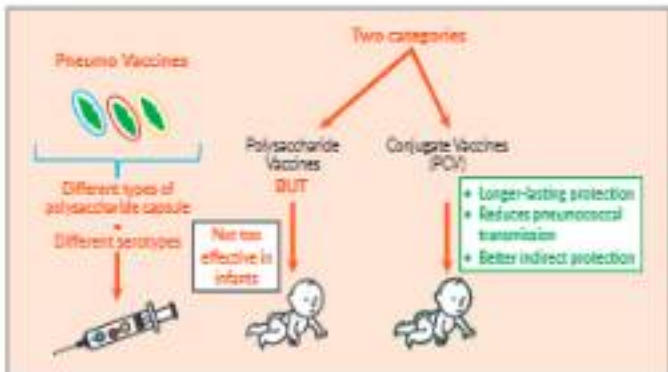 Pneumo Vaccines
Different types of
polysaccharide capsule
Different serotypes
Two categories
Polysaccharide
Vaccines
BUT
Not too
effective in
infants
Conjugate Vaccines
(PCV)
• Longer-lasting protection
• Reduces pneumococcal
transmission
• Better indirect protection